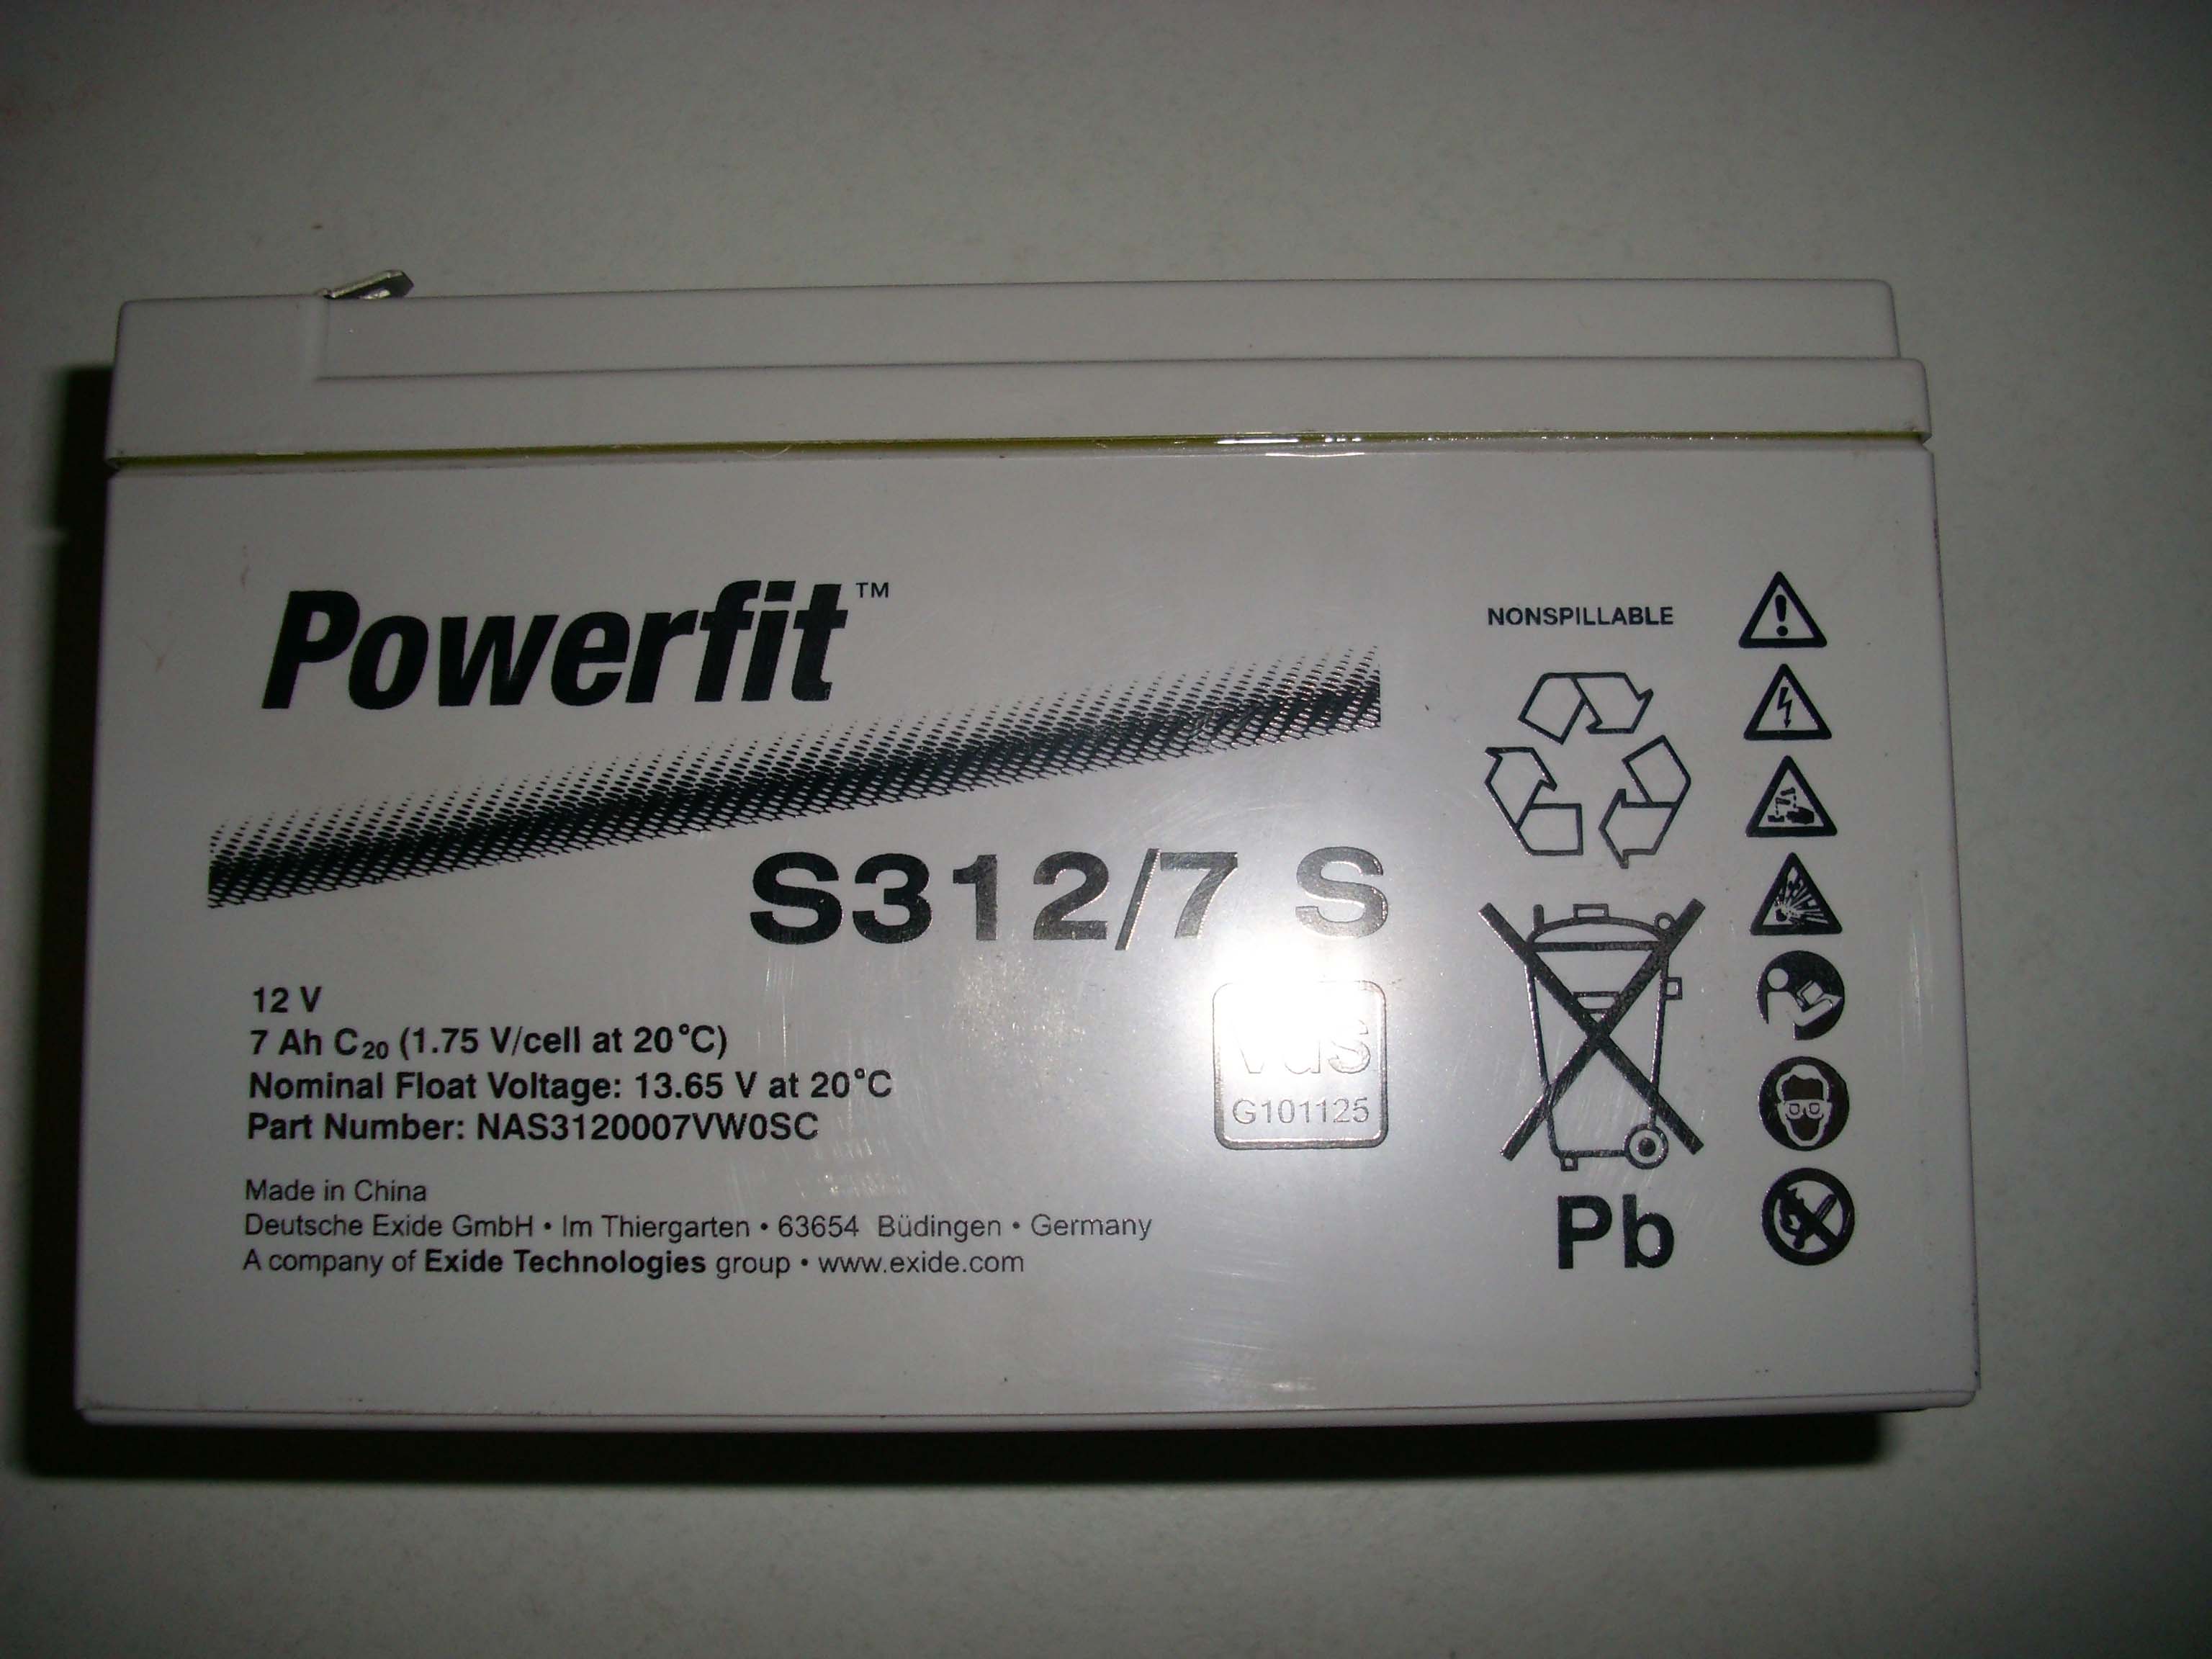 Powerfit™
NONSPILLABLE
S312/7 S
12 V
7 Ah C₂₀ (1.75 V/cell at 20°C)
Nominal Float Voltage: 13.65 V at 20°C
Part Number: NAS3120007VW0SC
VdS
G101125
Made in China
Deutsche Exide GmbH • Im Thiergarten • 63654 Büdingen • Germany
A company of Exide Technologies group • www.exide.com
Pb